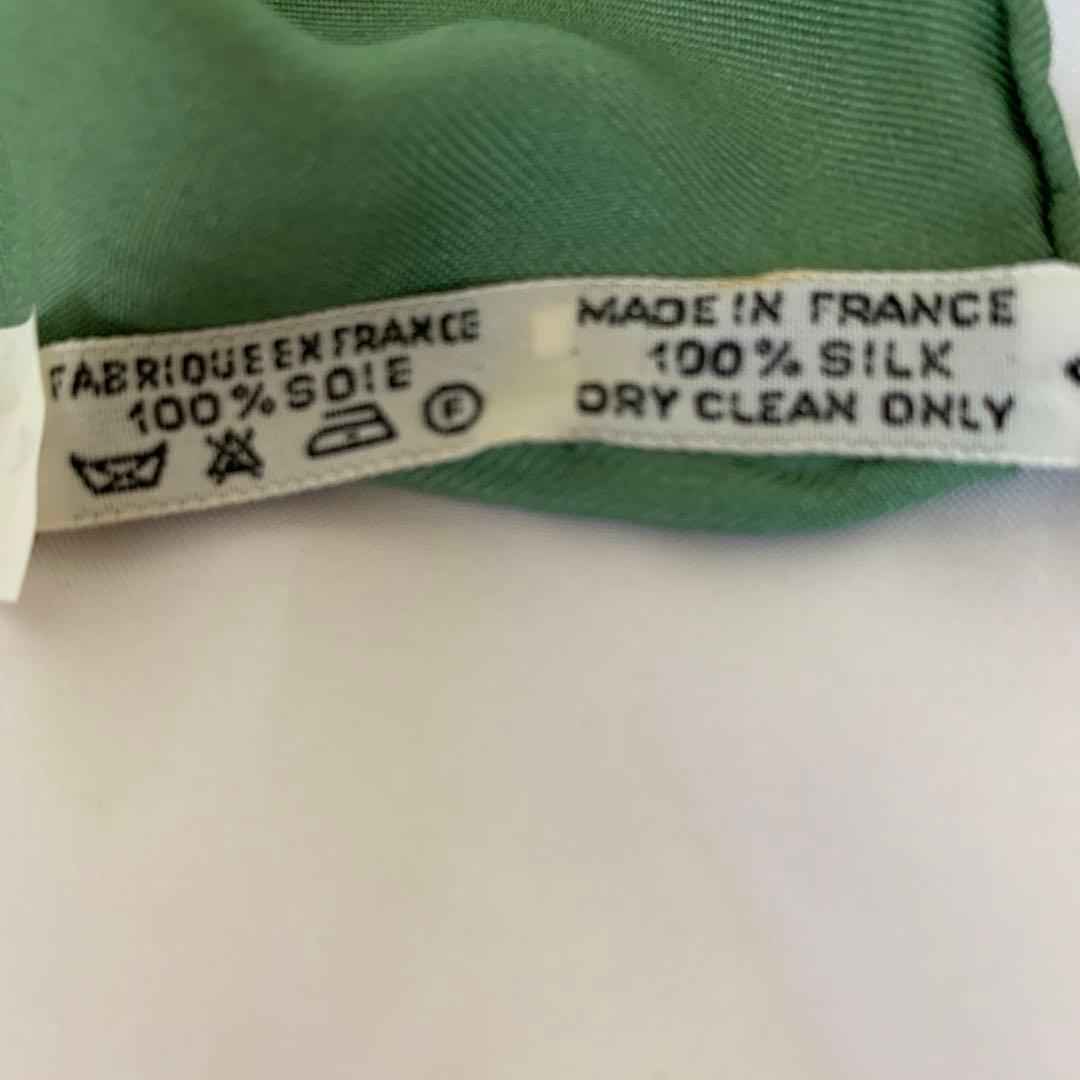 FABRIQUE EN FRANCE
100% SOIE
F
MADE IN FRANCE
100% SILK
DRY CLEAN ONLY